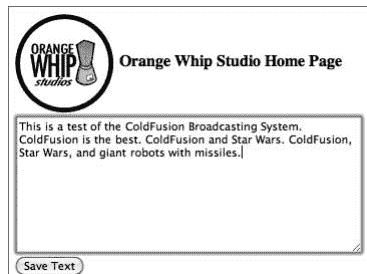 ORANGE
WHIP
studios
Orange Whip Studio Home Page
This is a test of the ColdFusion Broadcasting System.
ColdFusion is the best. ColdFusion and Star Wars. ColdFusion,
Star Wars, and giant robots with missiles.
Save Text